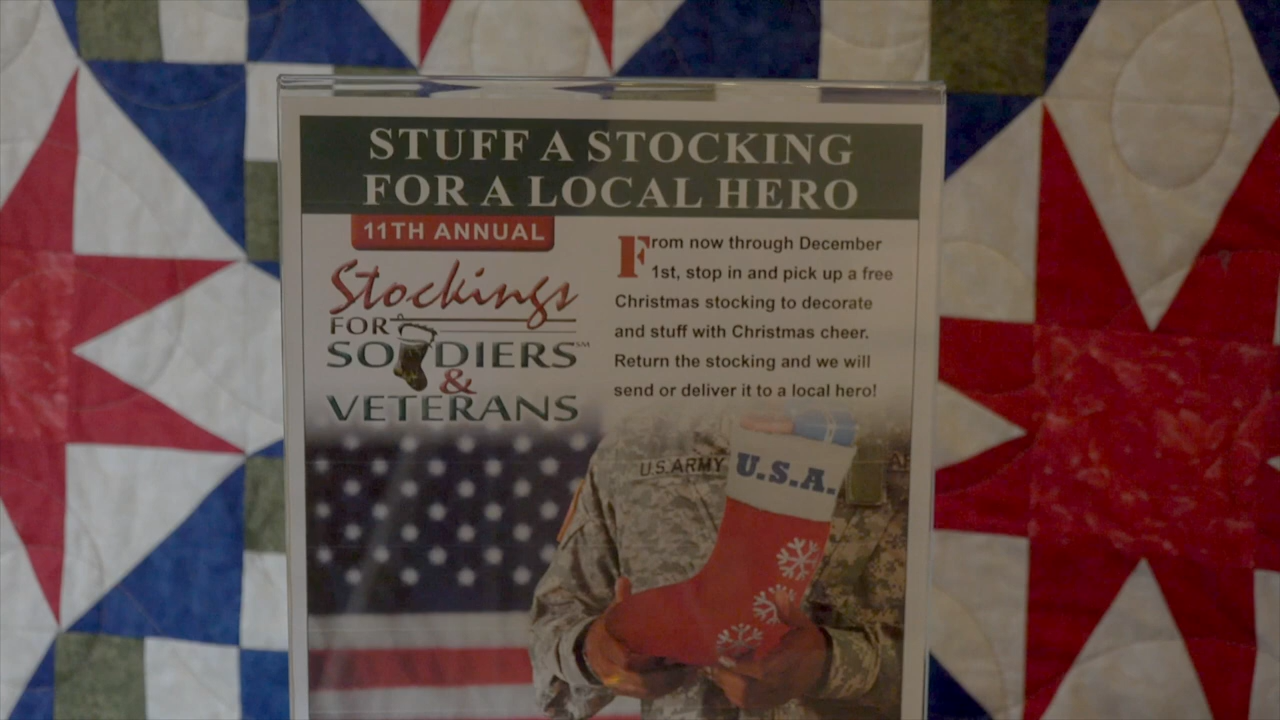 STUFF A STOCKING
FOR A LOCAL HERO
11TH ANNUAL
Stockings
FOR
SOLDIERS℠
&
VETERANS
From now through December
1st, stop in and pick up a free
Christmas stocking to decorate
and stuff with Christmas cheer.
Return the stocking and we will
send or deliver it to a local hero!
U.S. ARMY
U.S.A.